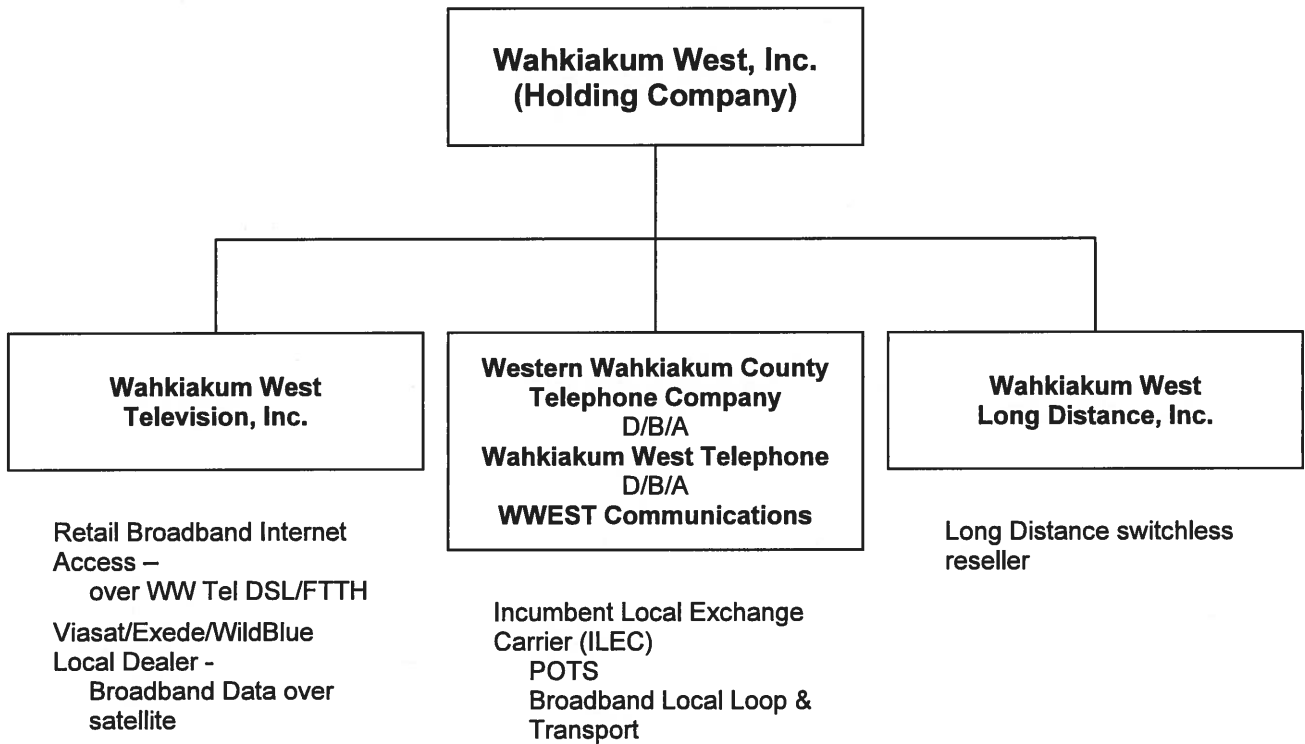 Wahkiakum West, Inc.
(Holding Company)
Wahkiakum West
Television, Inc.
Retail Broadband Internet
Access –
over WW Tel DSL/FTTH
Viasat/Exede/WildBlue
Local Dealer -
Broadband Data over
satellite
Western Wahkiakum County
Telephone Company
D/B/A
Wahkiakum West Telephone
D/B/A
WWEST Communications
Incumbent Local Exchange
Carrier (ILEC)
POTS
Broadband Local Loop &
Transport
Wahkiakum West
Long Distance, Inc.
Long Distance switchless
reseller